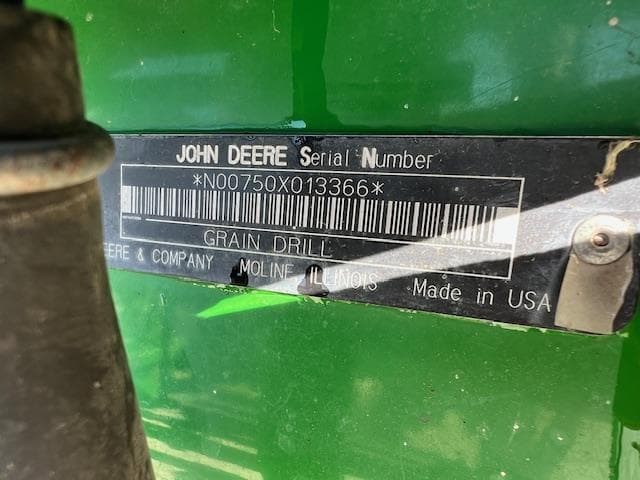 JOHN DEERE Serial Number
*N00750X013366*
GRAIN DRILL
EERE & COMPANY MOLINE, ILLINOIS Made in USA